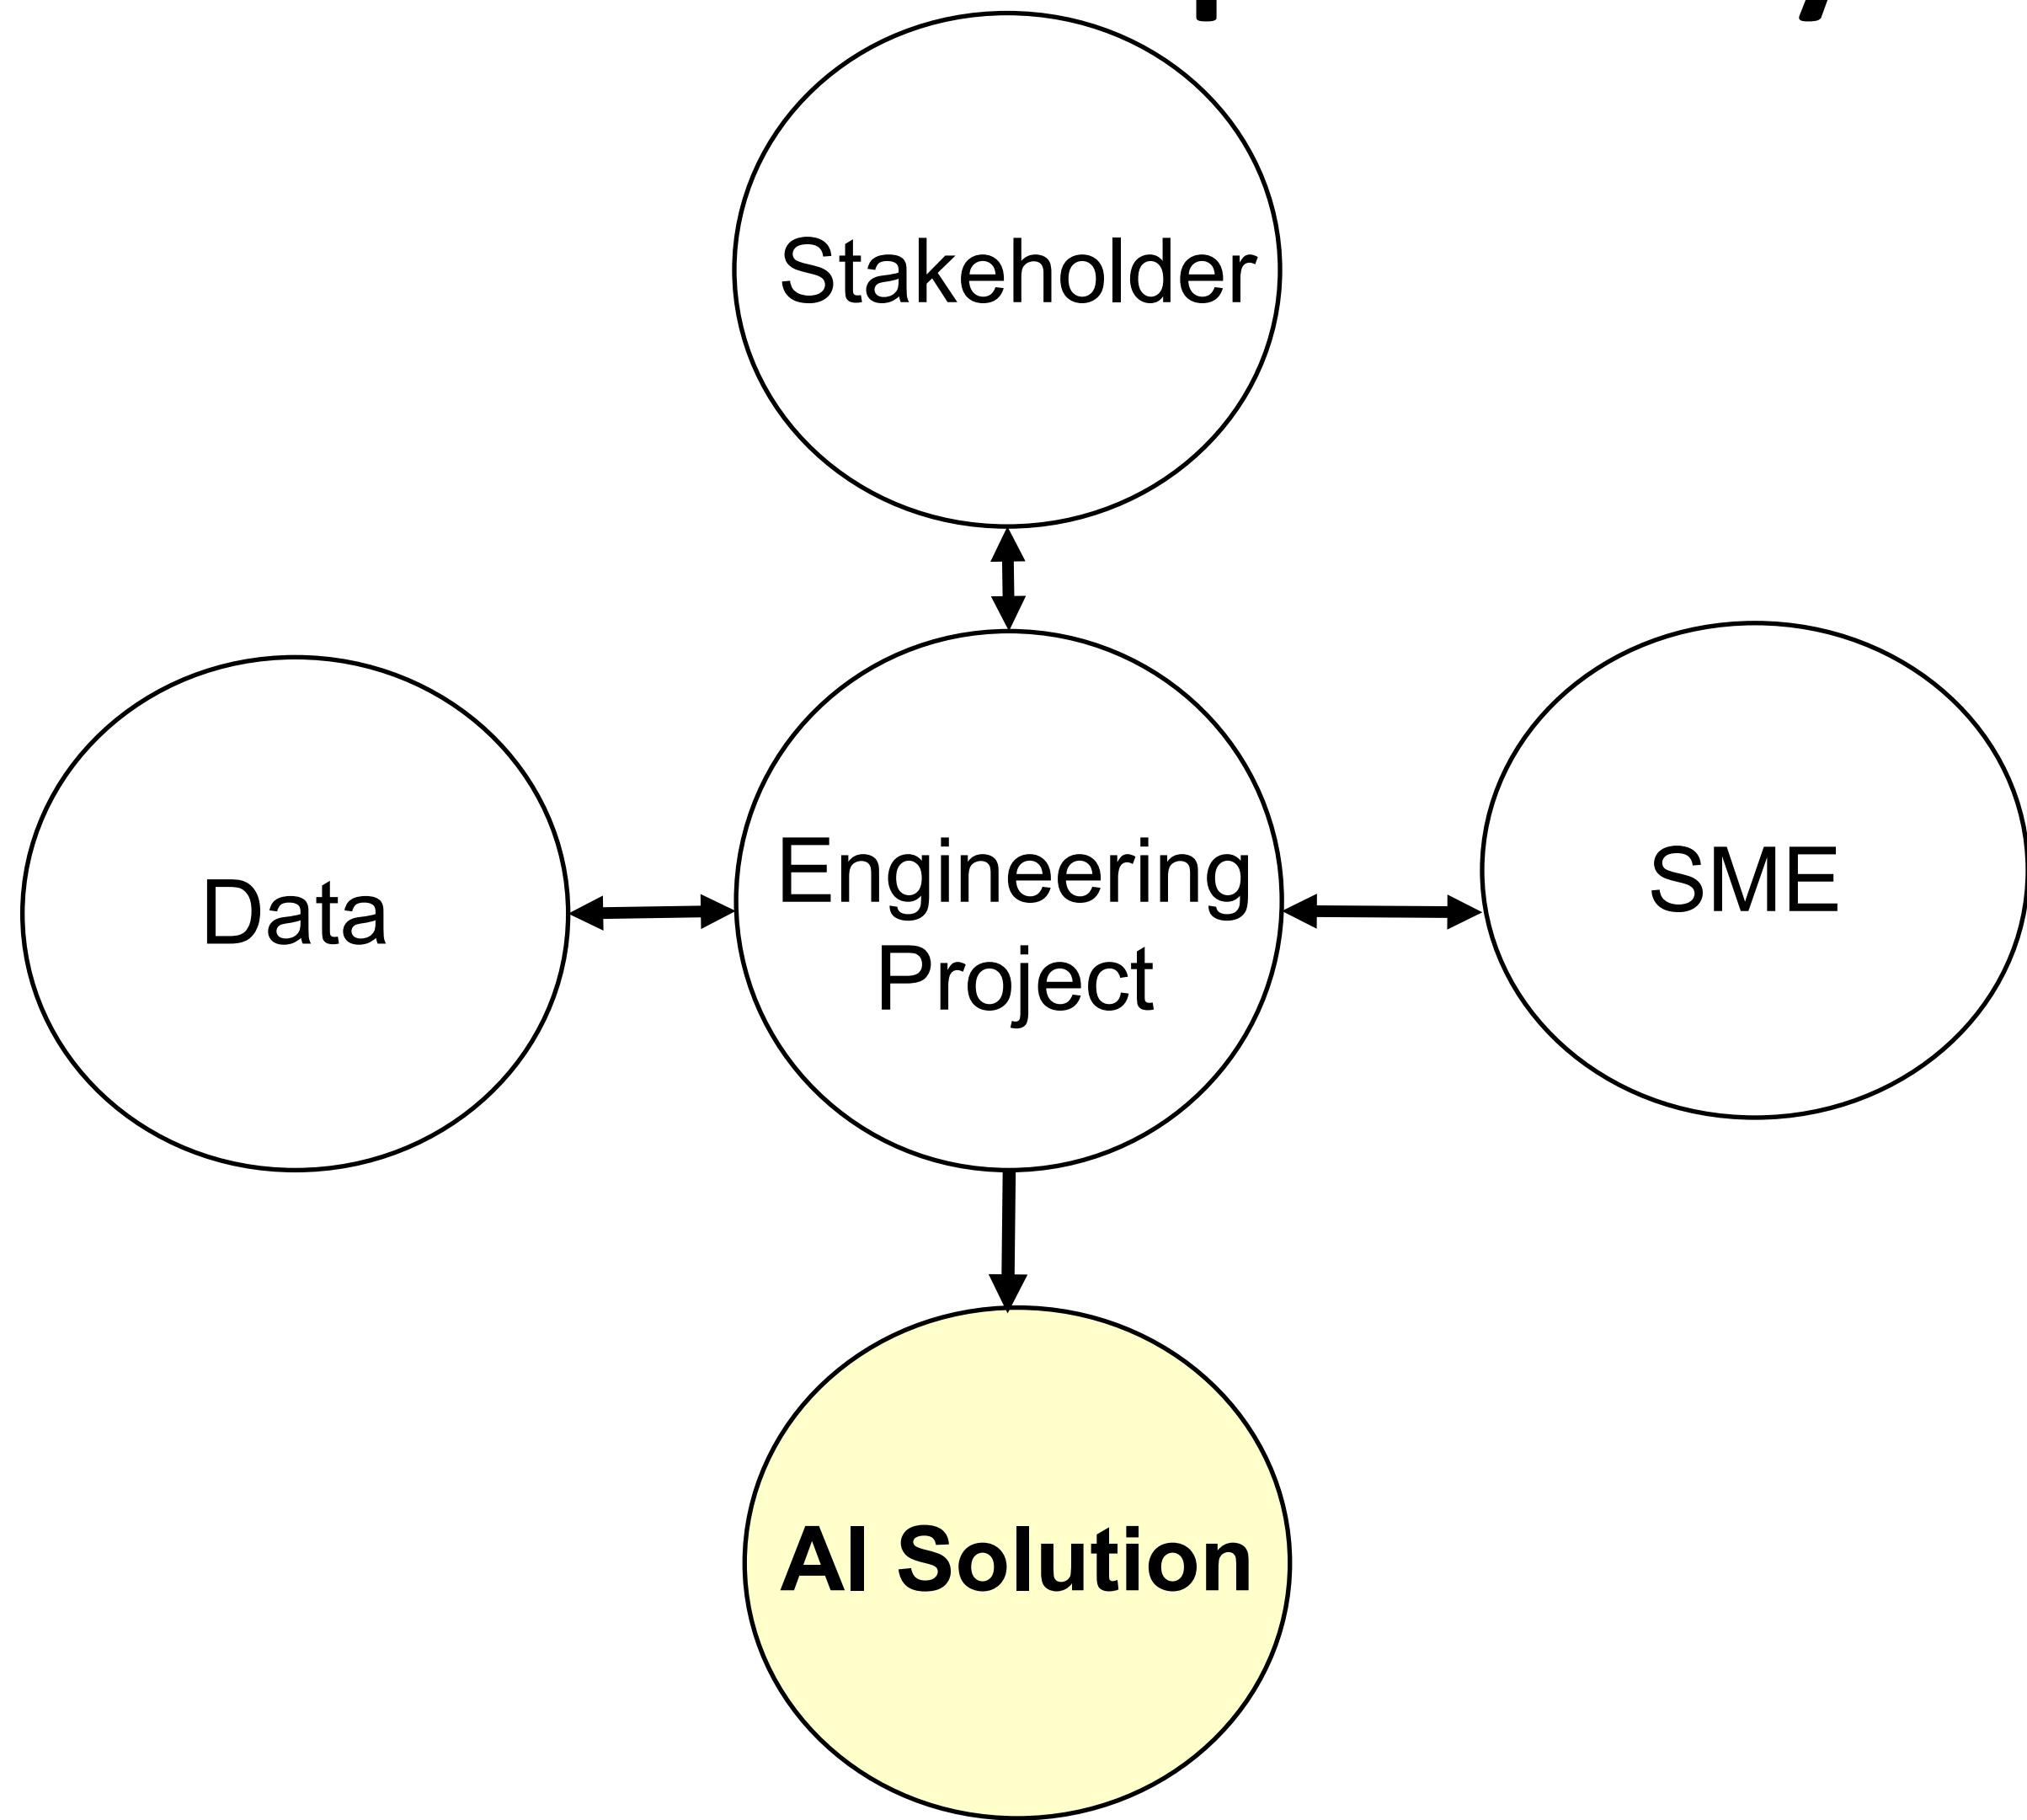 Stakeholder
Data
Engineering
Project
SME
AI Solution